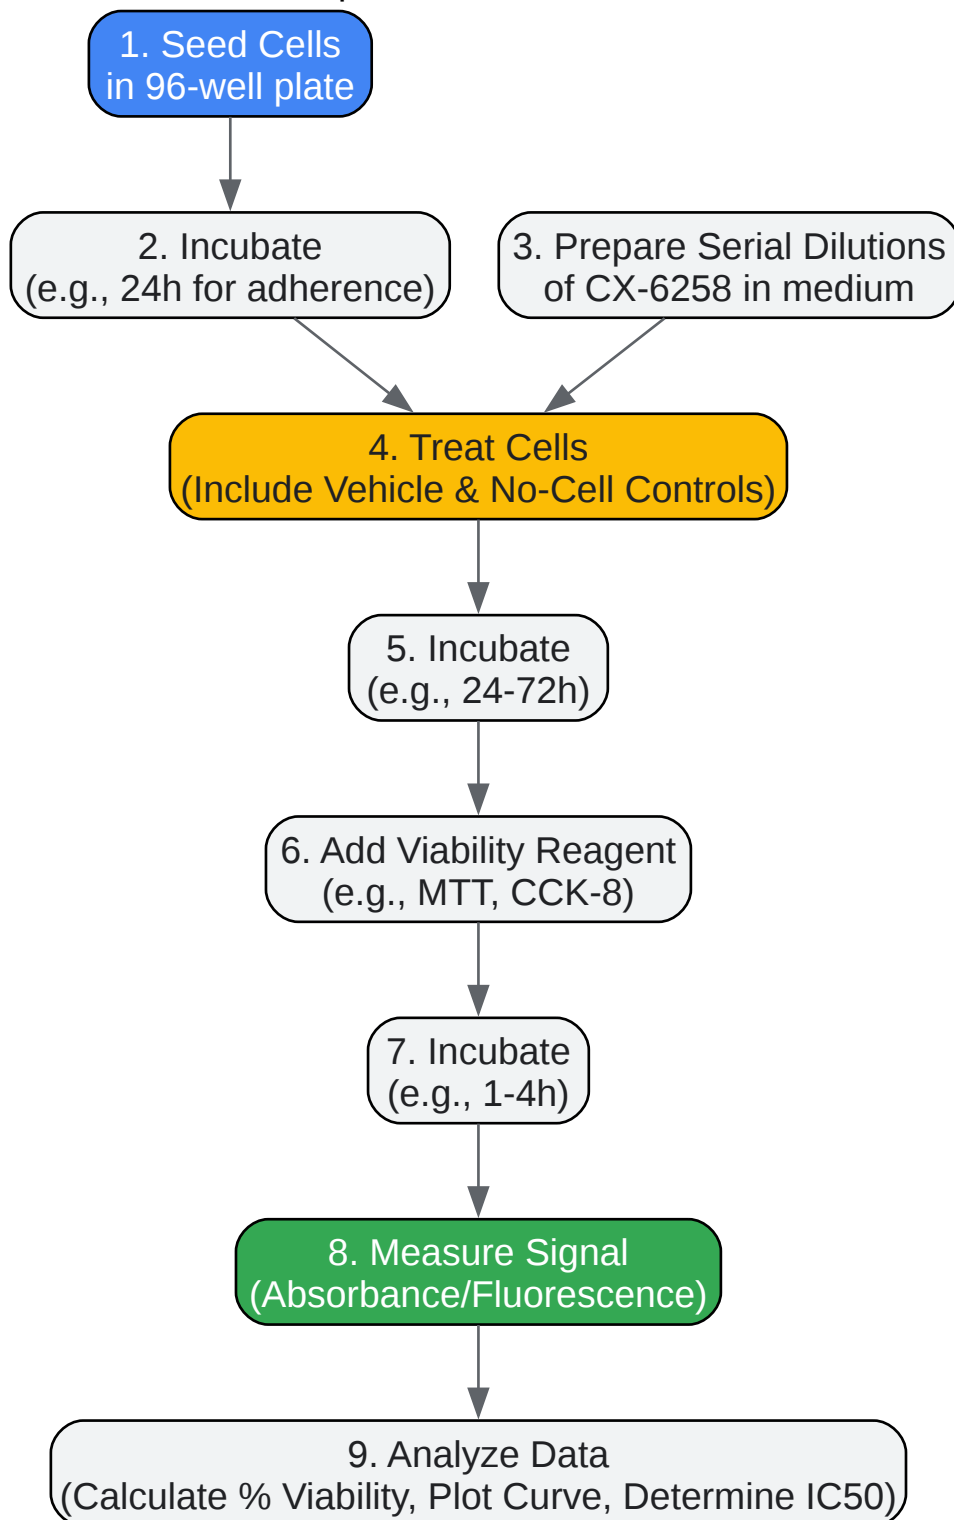 1. Seed Cells
in 96-well plate
2. Incubate
(e.g., 24h for adherence)
3. Prepare Serial Dilutions
of CX-6258 in medium
4. Treat Cells
(Include Vehicle & No-Cell Controls)
5. Incubate
(e.g., 24-72h)
6. Add Viability Reagent
(e.g., MTT, CCK-8)
7. Incubate
(e.g., 1-4h)
8. Measure Signal
(Absorbance/Fluorescence)
9. Analyze Data
(Calculate % Viability, Plot Curve, Determine IC50)